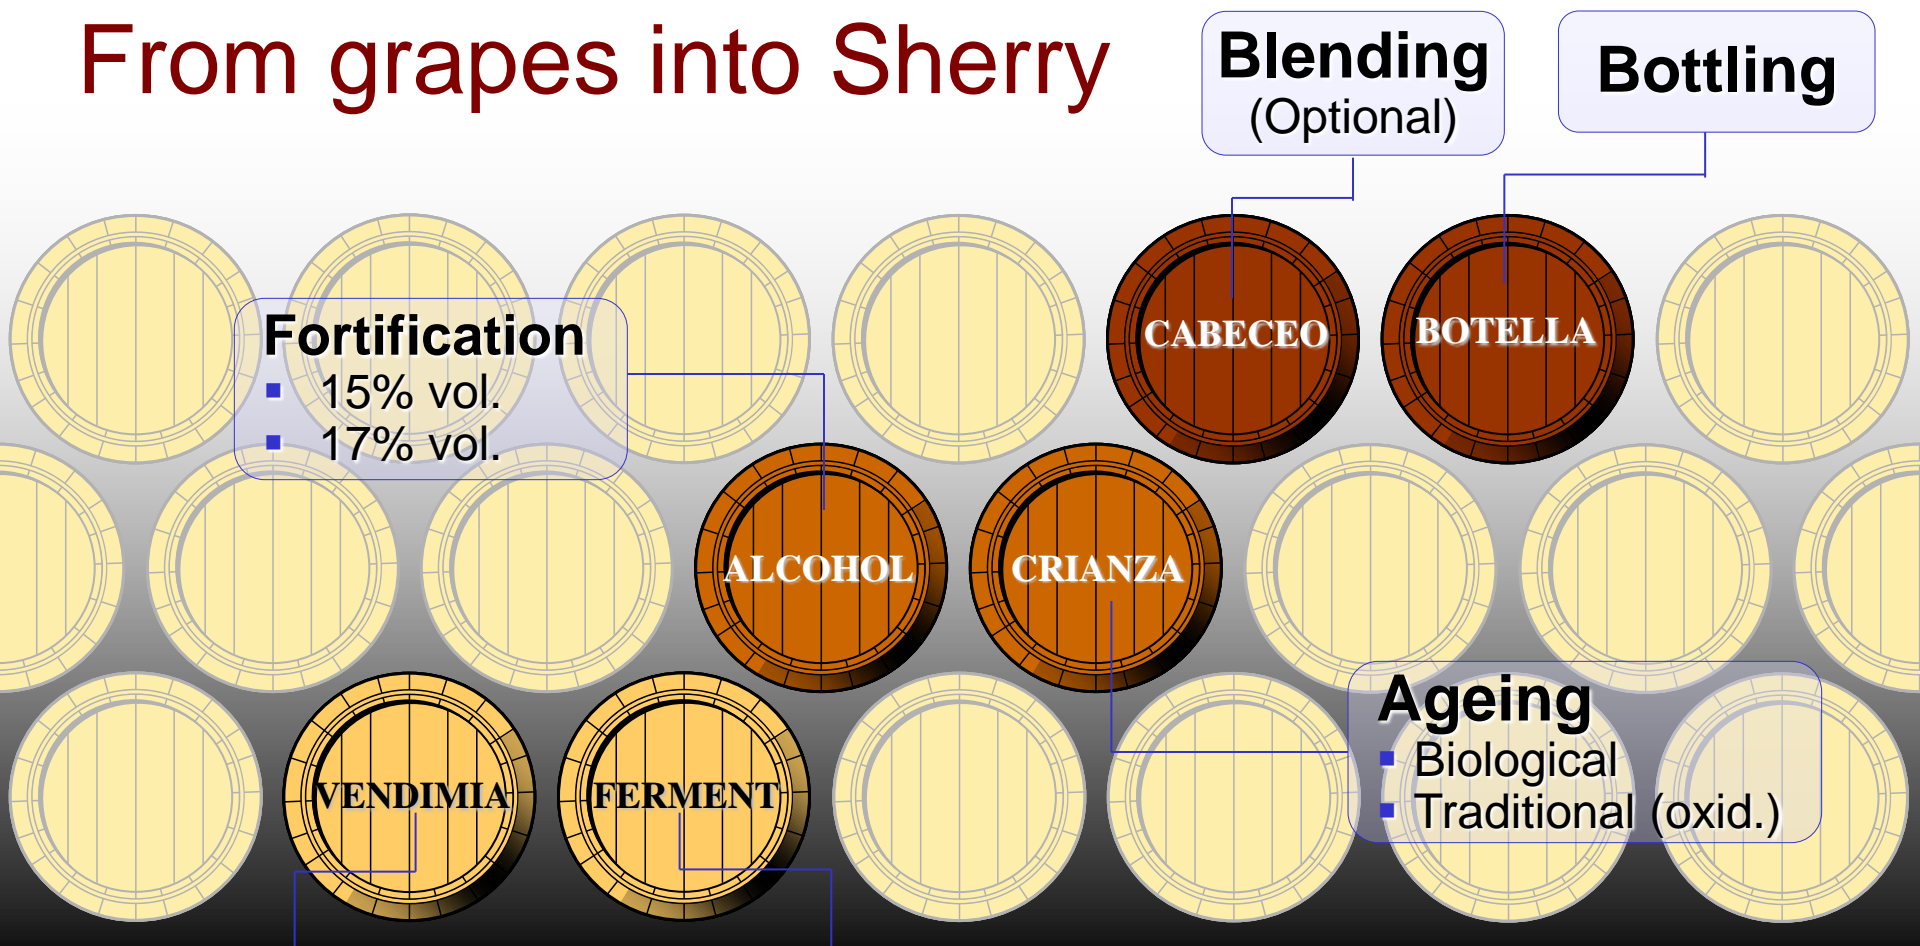 From grapes into Sherry
Blending
(Optional)
Bottling
CABECEO
BOTELLA
Fortification
▪ 15% vol.
▪ 17% vol.
ALCOHOL
CRIANZA
Ageing
▪ Biological
▪ Traditional (oxid.)
VENDIMIA
FERMENT